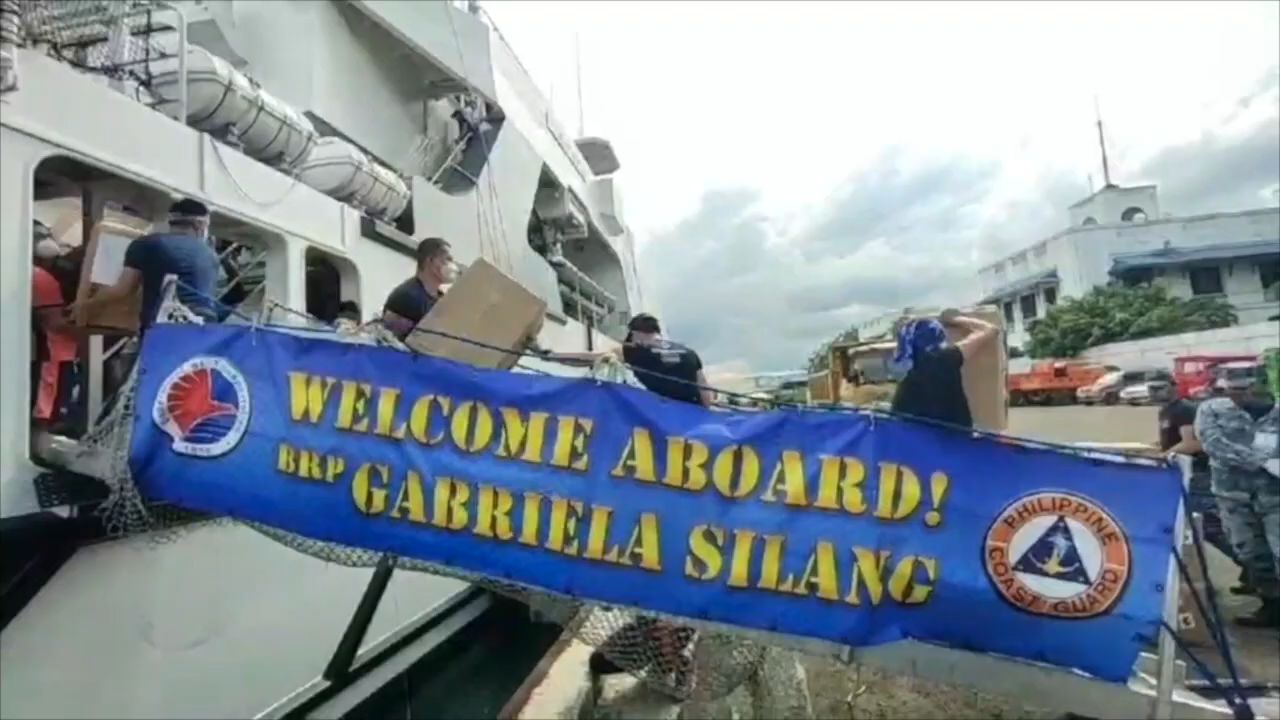 WELCOME ABOARD!
BRP GABRIELA SILANG
PHILIPPINE
COAST GUARD